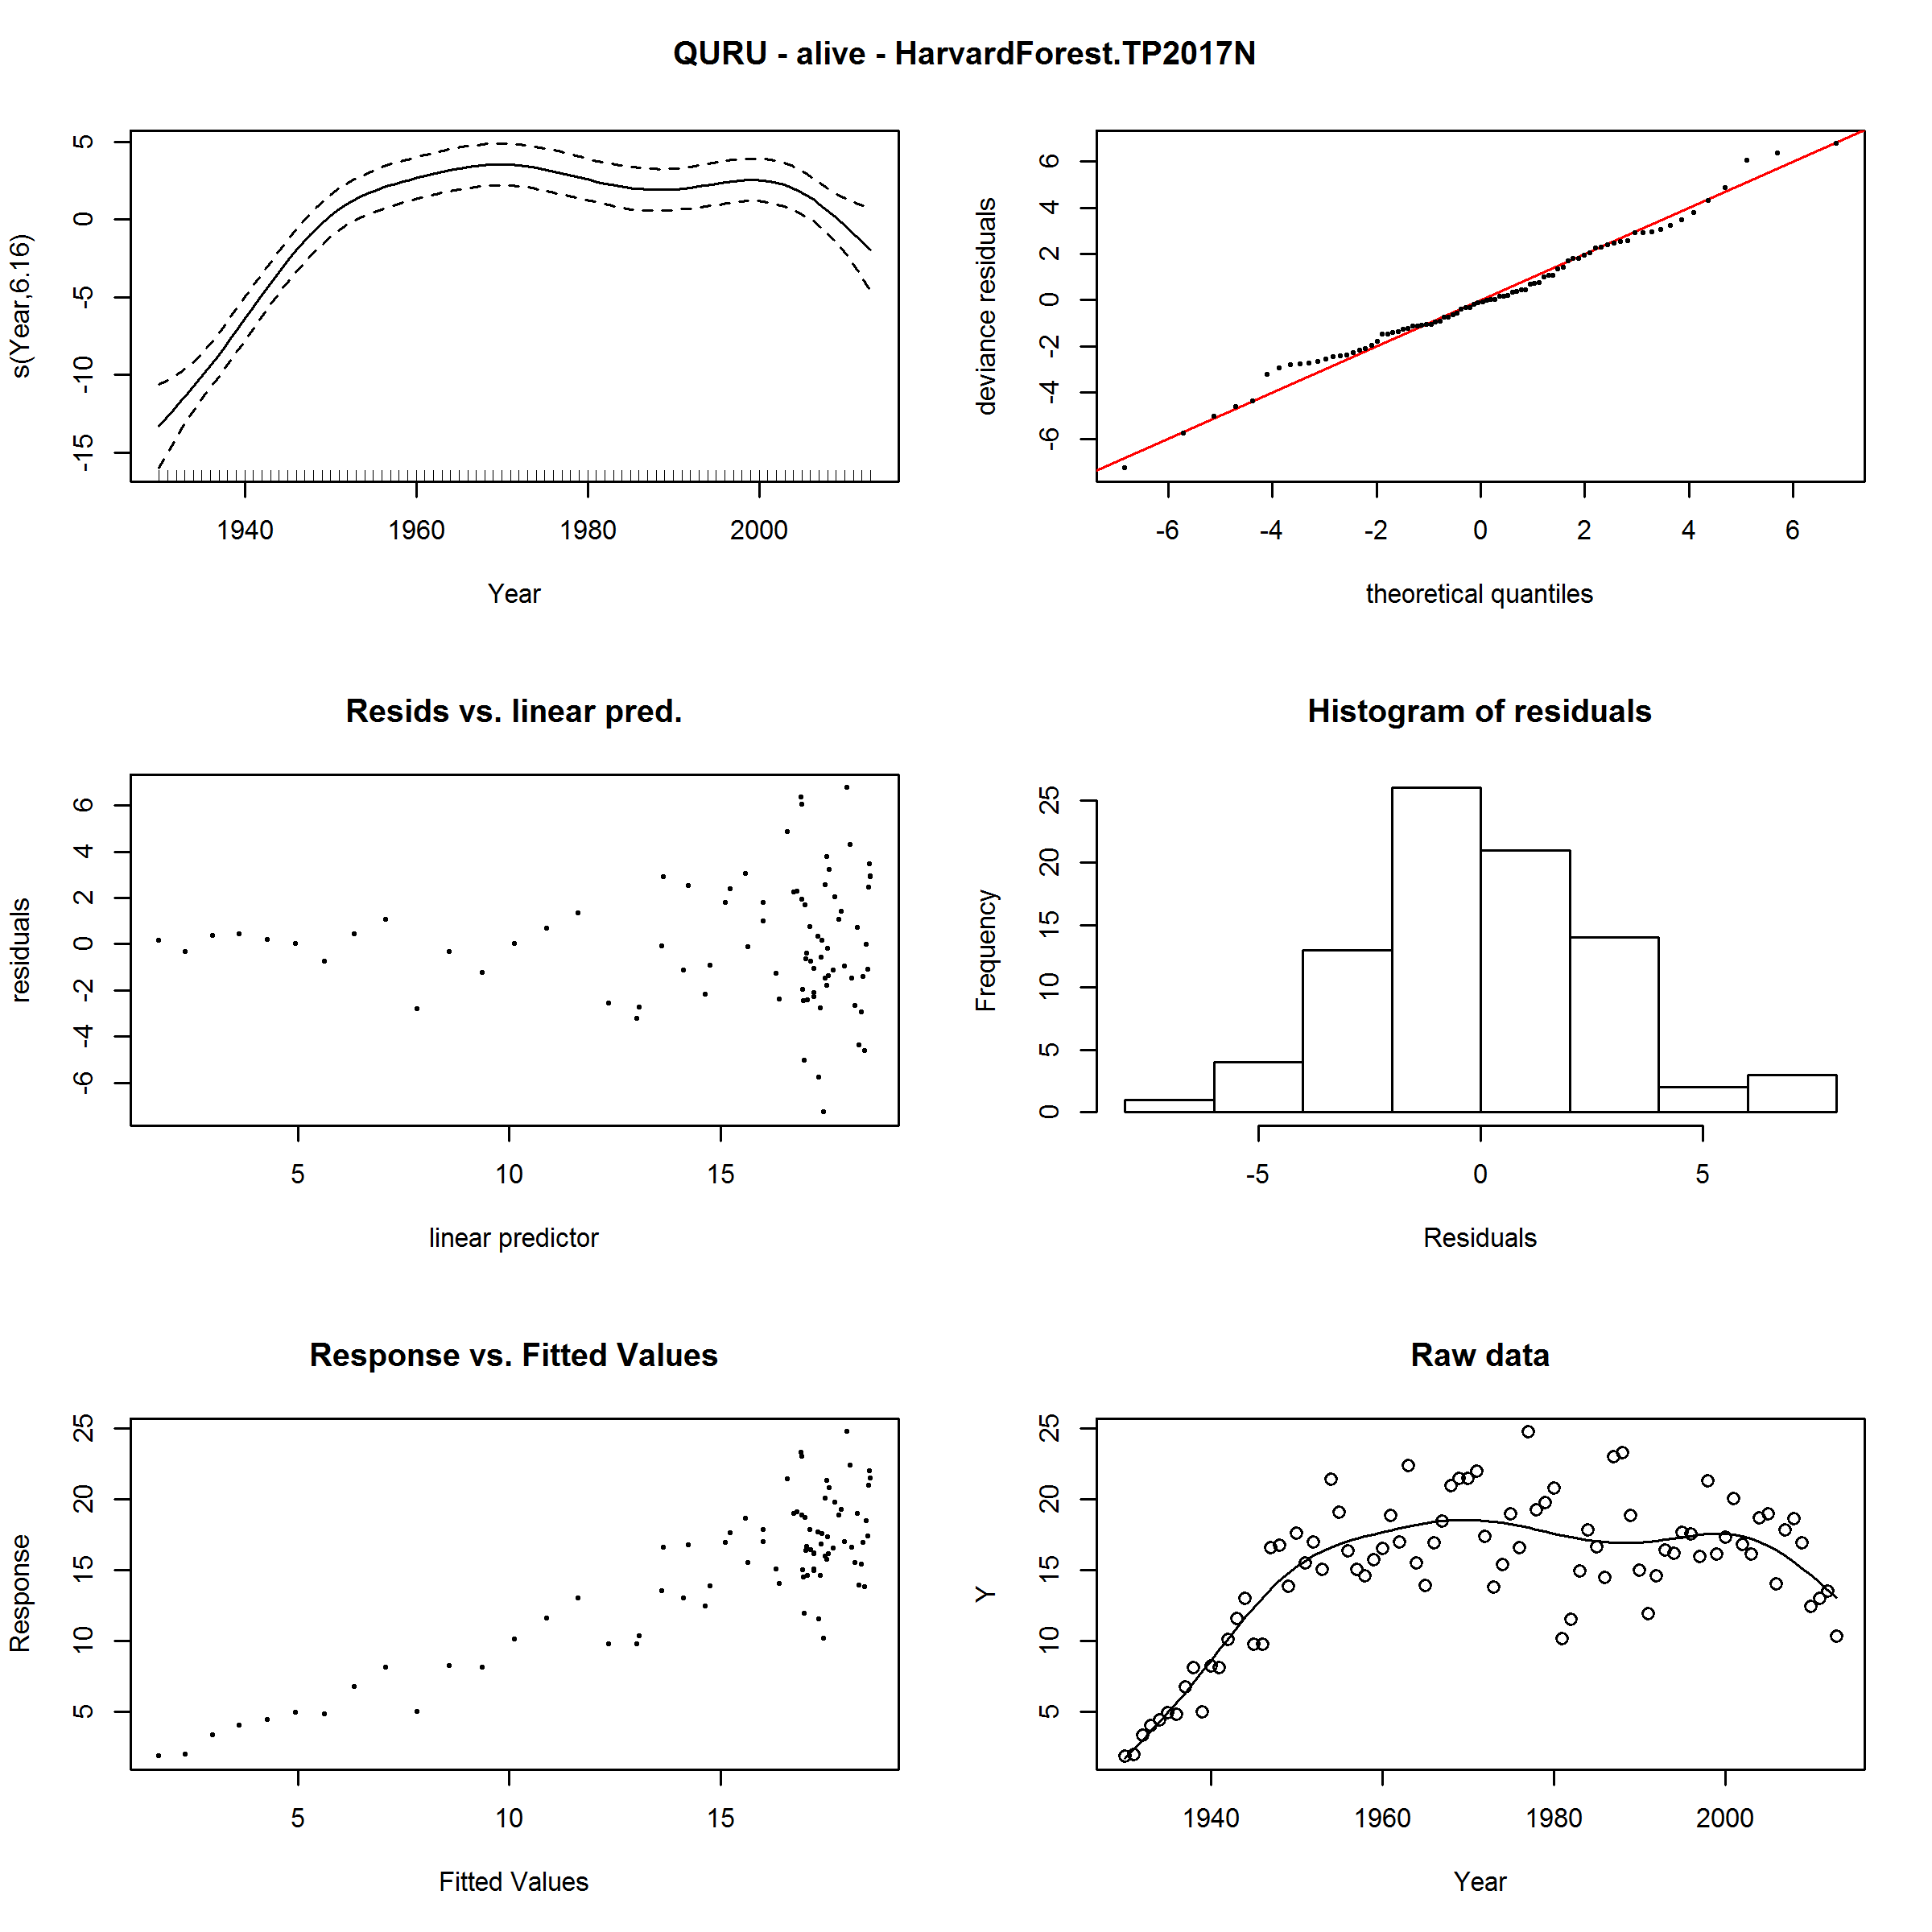 QURU - alive - HarvardForest.TP2017N
s(Year,6.16)
5
0
-5
-10
-15
1940 1960 1980 2000
Year
deviance residuals
6
4
2
0
-2
-4
-6
-6 -4 -2 0 2 4 6
theoretical quantiles
Resids vs. linear pred.
residuals
6
4
2
0
-2
-4
-6
5 10 15
linear predictor
Histogram of residuals
Frequency
25
20
15
10
5
0
-5 0 5
Residuals
Response vs. Fitted Values
Response
25
20
15
10
5
5 10 15
Fitted Values
Raw data
Y
25
20
15
10
5
1940 1960 1980 2000
Year